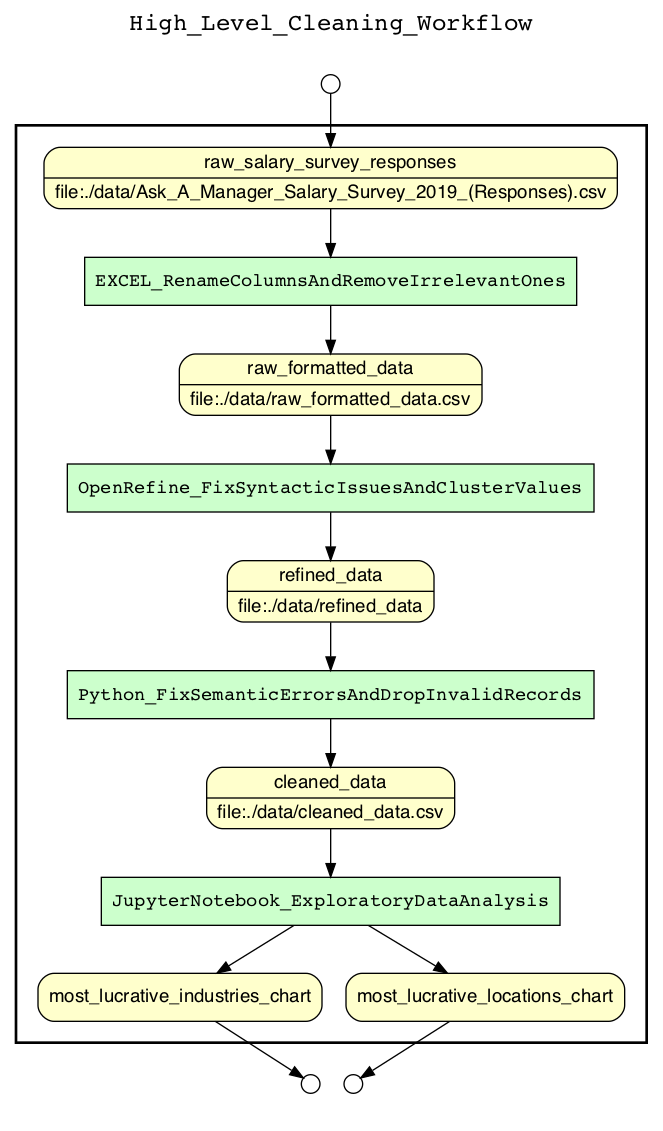 High_Level_Cleaning_Workflow
raw_salary_survey_responses
file:./data/Ask_A_Manager_Salary_Survey_2019_(Responses).csv
EXCEL_RenameColumnsAndRemoveIrrelevantOnes
raw_formatted_data
file:./data/raw_formatted_data.csv
OpenRefine_FixSyntacticIssuesAndClusterValues
refined_data
file:./data/refined_data
Python_FixSemanticErrorsAndDropInvalidRecords
cleaned_data
file:./data/cleaned_data.csv
JupyterNotebook_ExploratoryDataAnalysis
most_lucrative_industries_chart
most_lucrative_locations_chart